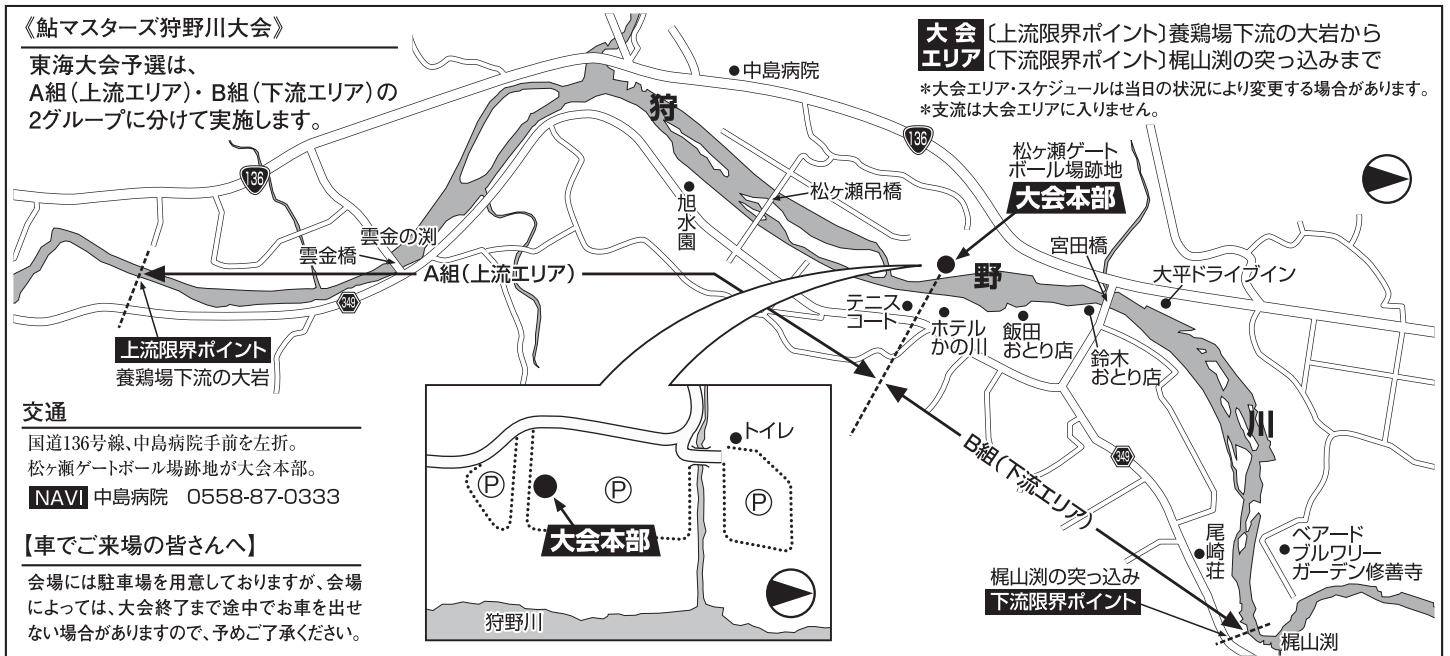 《鮎マスターズ狩野川大会》
東海大会予選は、
A組(上流エリア)・B組(下流エリア)の
2グループに分けて実施します。
大会
エリア
〔上流限界ポイント〕養鶏場下流の大岩から
〔下流限界ポイント〕梶山渕の突っ込みまで
*大会エリア・スケジュールは当日の状況により変更する場合があります。
*支流は大会エリアに入りません。
中島病院
狩
136
136
松ヶ瀬ゲート
ボール場跡地
大会本部
松ヶ瀬吊橋
旭水園
雲金の渕
雲金橋
A組(上流エリア)
349
上流限界ポイント
養鶏場下流の大岩
野
宮田橋
大平ドライブイン
テニス
コート
ホテル
かの川
飯田
おとり店
鈴木
おとり店
川
349
B組(下流エリア)
尾崎荘
ベアード
ブルワリー
ガーデン修善寺
梶山渕の突っ込み
下流限界ポイント
梶山渕
トイレ
P
P
P
大会本部
狩野川
交通
国道136号線、中島病院手前を左折。
松ヶ瀬ゲートボール場跡地が大会本部。
NAVI 中島病院 0558-87-0333
【車でご来場の皆さんへ】
会場には駐車場を用意しておりますが、会場
によっては、大会終了まで途中でお車を出せ
ない場合がありますので、予めご了承ください。